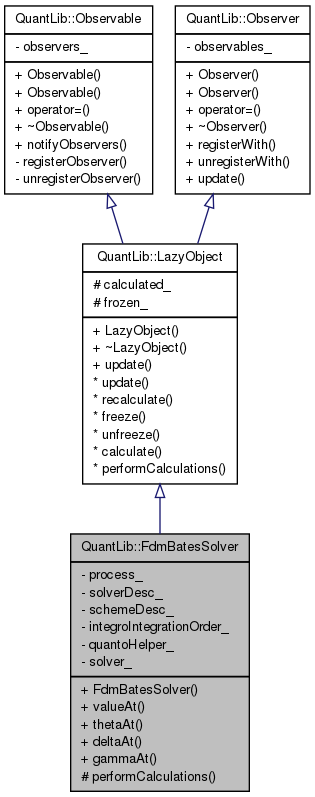 QuantLib::Observable
- observers_
+ Observable()
+ Observable()
+ operator=()
+ ~Observable()
+ notifyObservers()
- registerObserver()
- unregisterObserver()
QuantLib::Observer
- observables_
+ Observer()
+ Observer()
+ operator=()
+ ~Observer()
+ registerWith()
+ unregisterWith()
+ update()
QuantLib::LazyObject
# calculated_
# frozen_
+ LazyObject()
+ ~LazyObject()
+ update()
* update()
* recalculate()
* freeze()
* unfreeze()
* calculate()
* performCalculations()
QuantLib::FdmBatesSolver
- process_
- solverDesc_
- schemeDesc_
- integroIntegrationOrder_
- quantoHelper_
- solver_
+ FdmBatesSolver()
+ valueAt()
+ thetaAt()
+ deltaAt()
+ gammaAt()
# performCalculations()